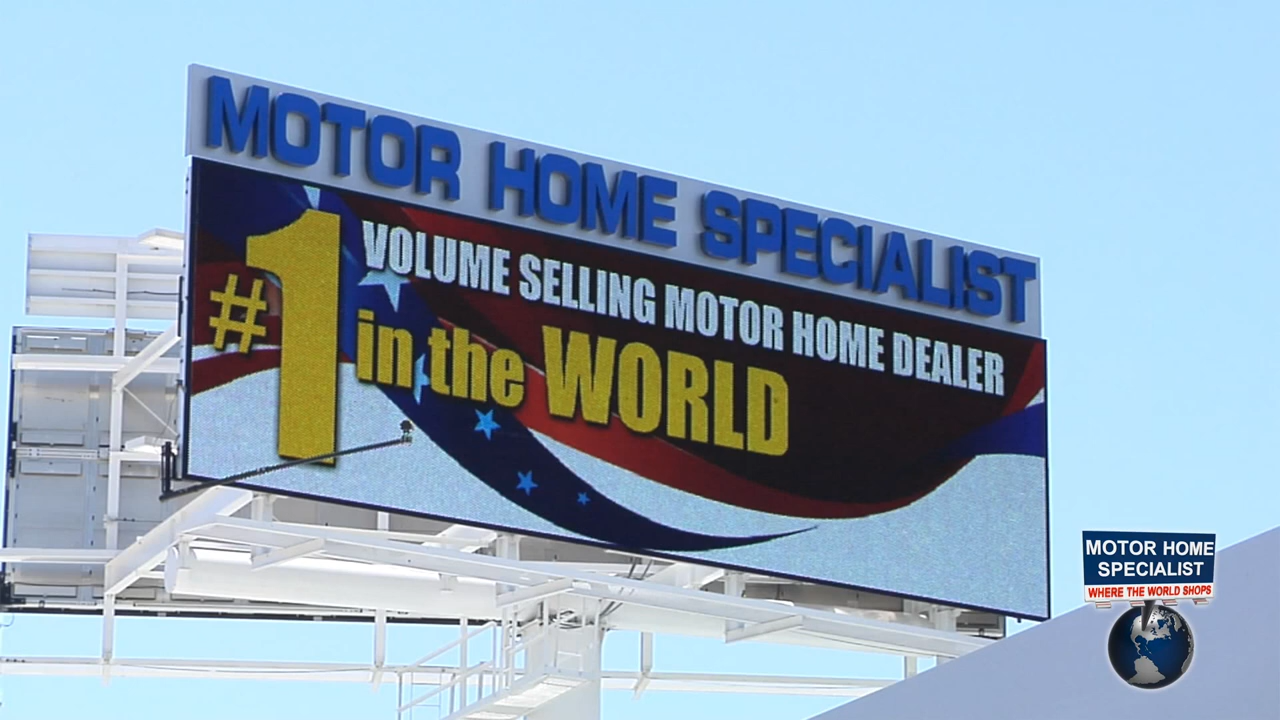 MOTOR HOME SPECIALIST
#1 VOLUME SELLING MOTOR HOME DEALER
in the WORLD
MOTOR HOME
SPECIALIST
WHERE THE WORLD SHOPS